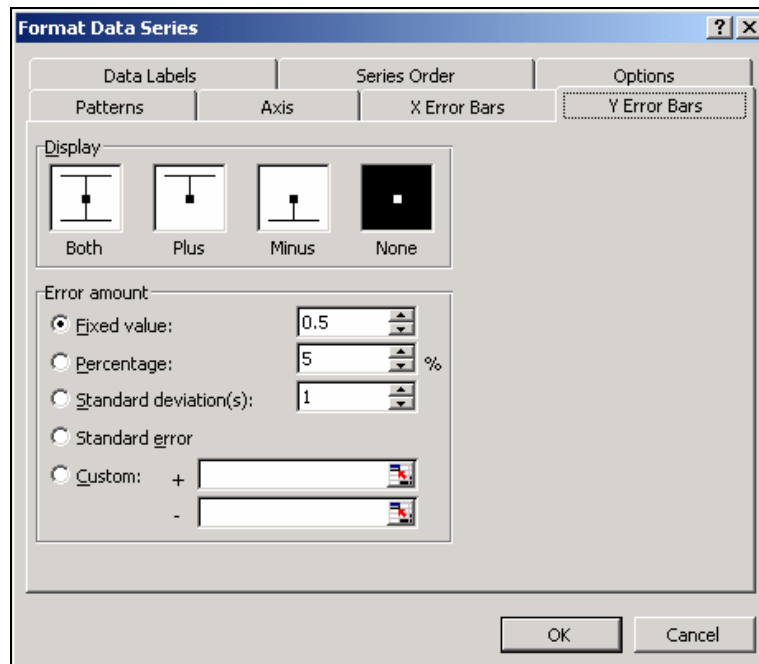 Format Data Series
Data Labels Series Order Options
Patterns Axis X Error Bars Y Error Bars
Display
Both Plus Minus None
Error amount
Fixed value: 0.5
Percentage: 5 %
Standard deviation(s): 1
Standard error
Custom: +
-
OK Cancel